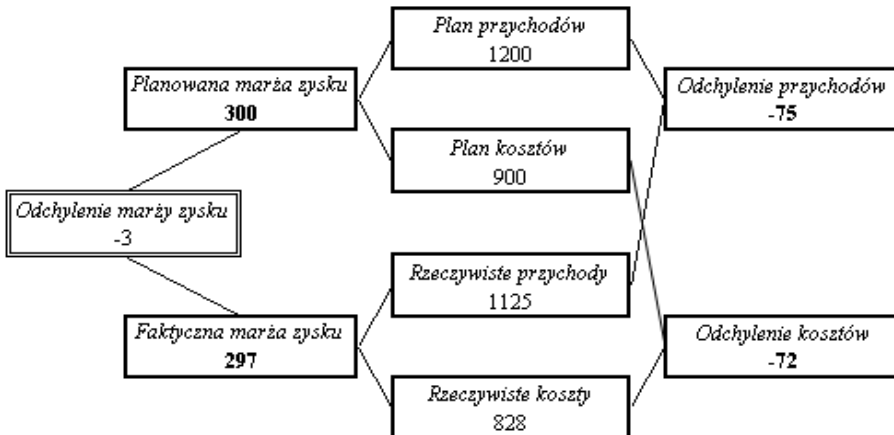 Plan przychodów
1200
Planowana marża zysku
300
Odchylenie przychodów
-75
Plan kosztów
900
Odchylenie marży zysku
-3
Rzeczywiste przychody
1125
Faktyczna marża zysku
297
Odchylenie kosztów
-72
Rzeczywiste koszty
828